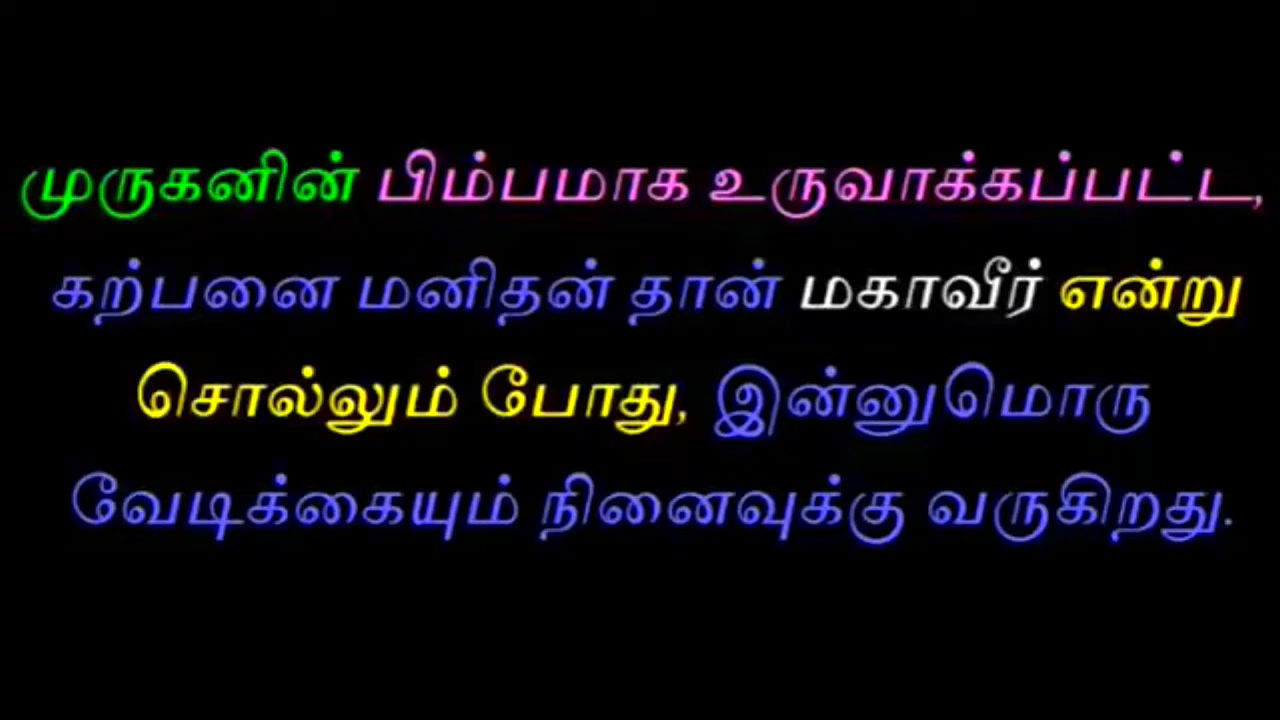 முருகனின் பிம்பமாக உருவாக்கப்பட்ட,
கற்பனை மனிதன் தான் மகாவீர் என்று
சொல்லும் போது, இன்னுமொரு
வேடிக்கையும் நினைவுக்கு வருகிறது.